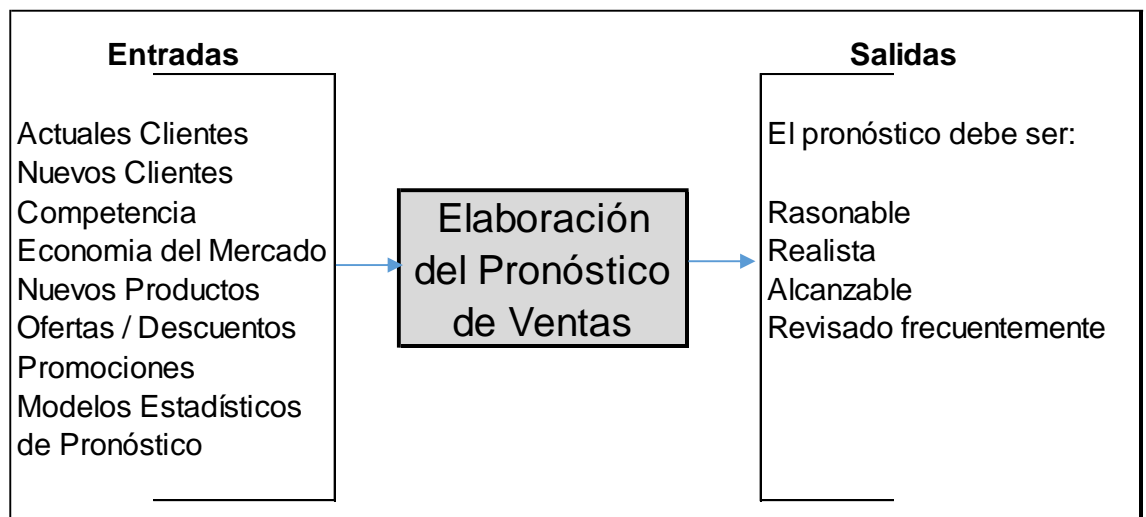 Entradas
Actuales Clientes
Nuevos Clientes
Competencia
Economia del Mercado
Nuevos Productos
Ofertas / Descuentos
Promociones
Modelos Estadísticos
de Pronóstico
Elaboración
del Pronóstico
de Ventas
Salidas
El pronóstico debe ser:
Rasonable
Realista
Alcanzable
Revisado frecuentemente